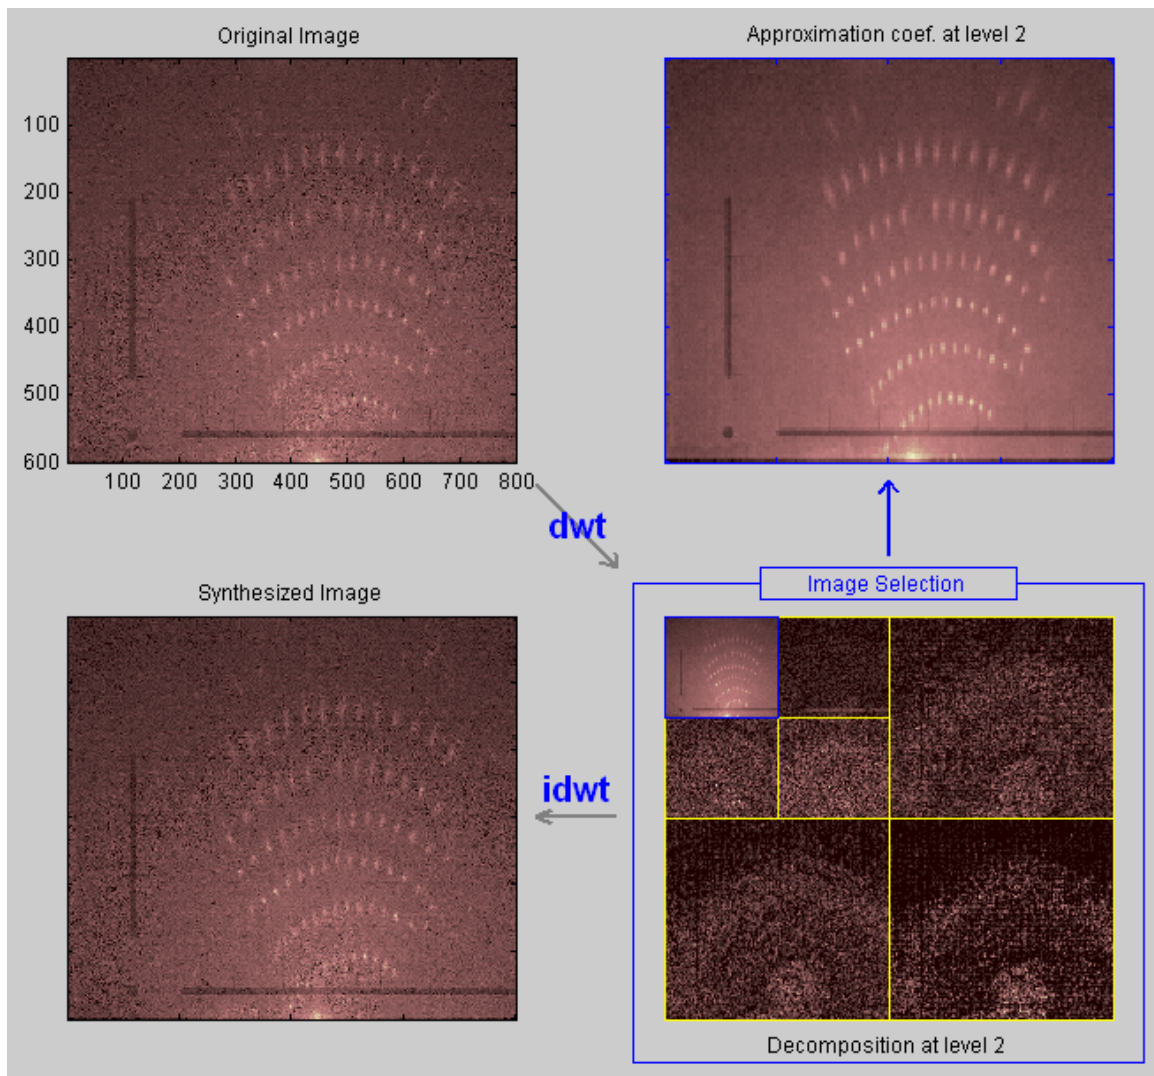 Original Image
Approximation coef. at level 2
100
200
300
400
500
600
100 200 300 400 500 600 700 800
dwt
Synthesized Image
Image Selection
idwt
Decomposition at level 2